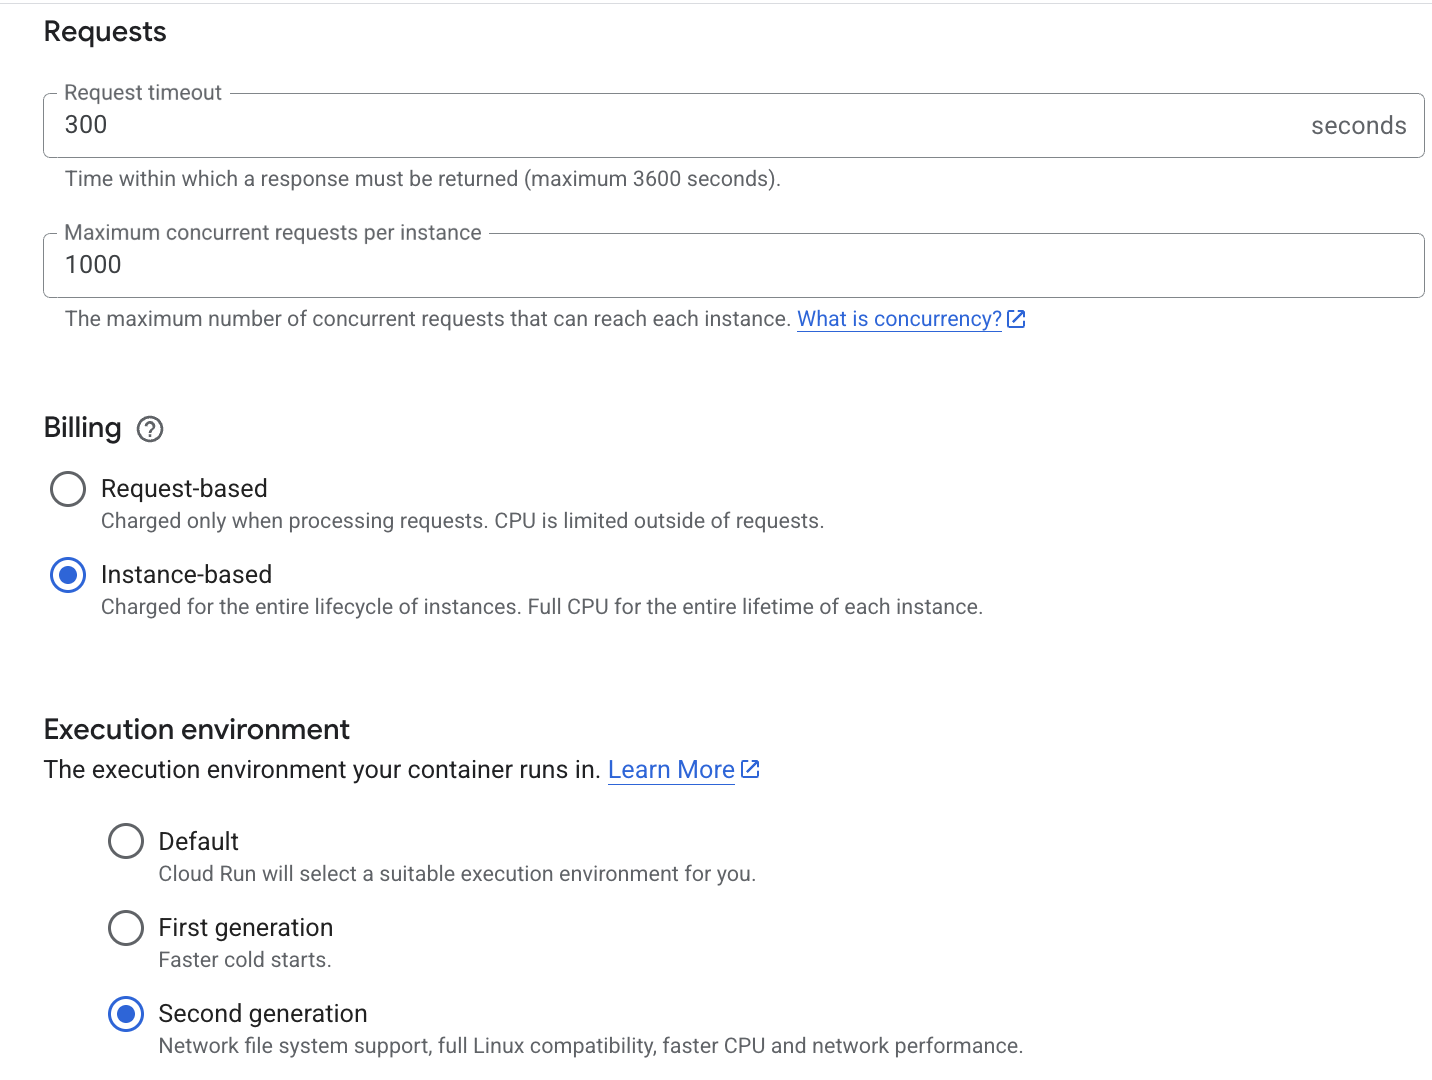 Requests
Request timeout
300
seconds
Time within which a response must be returned (maximum 3600 seconds).
Maximum concurrent requests per instance
1000
The maximum number of concurrent requests that can reach each instance. What is concurrency?
Billing
Request-based
Charged only when processing requests. CPU is limited outside of requests.
Instance-based
Charged for the entire lifecycle of instances. Full CPU for the entire lifetime of each instance.
Execution environment
The execution environment your container runs in. Learn More
Default
Cloud Run will select a suitable execution environment for you.
First generation
Faster cold starts.
Second generation
Network file system support, full Linux compatibility, faster CPU and network performance.